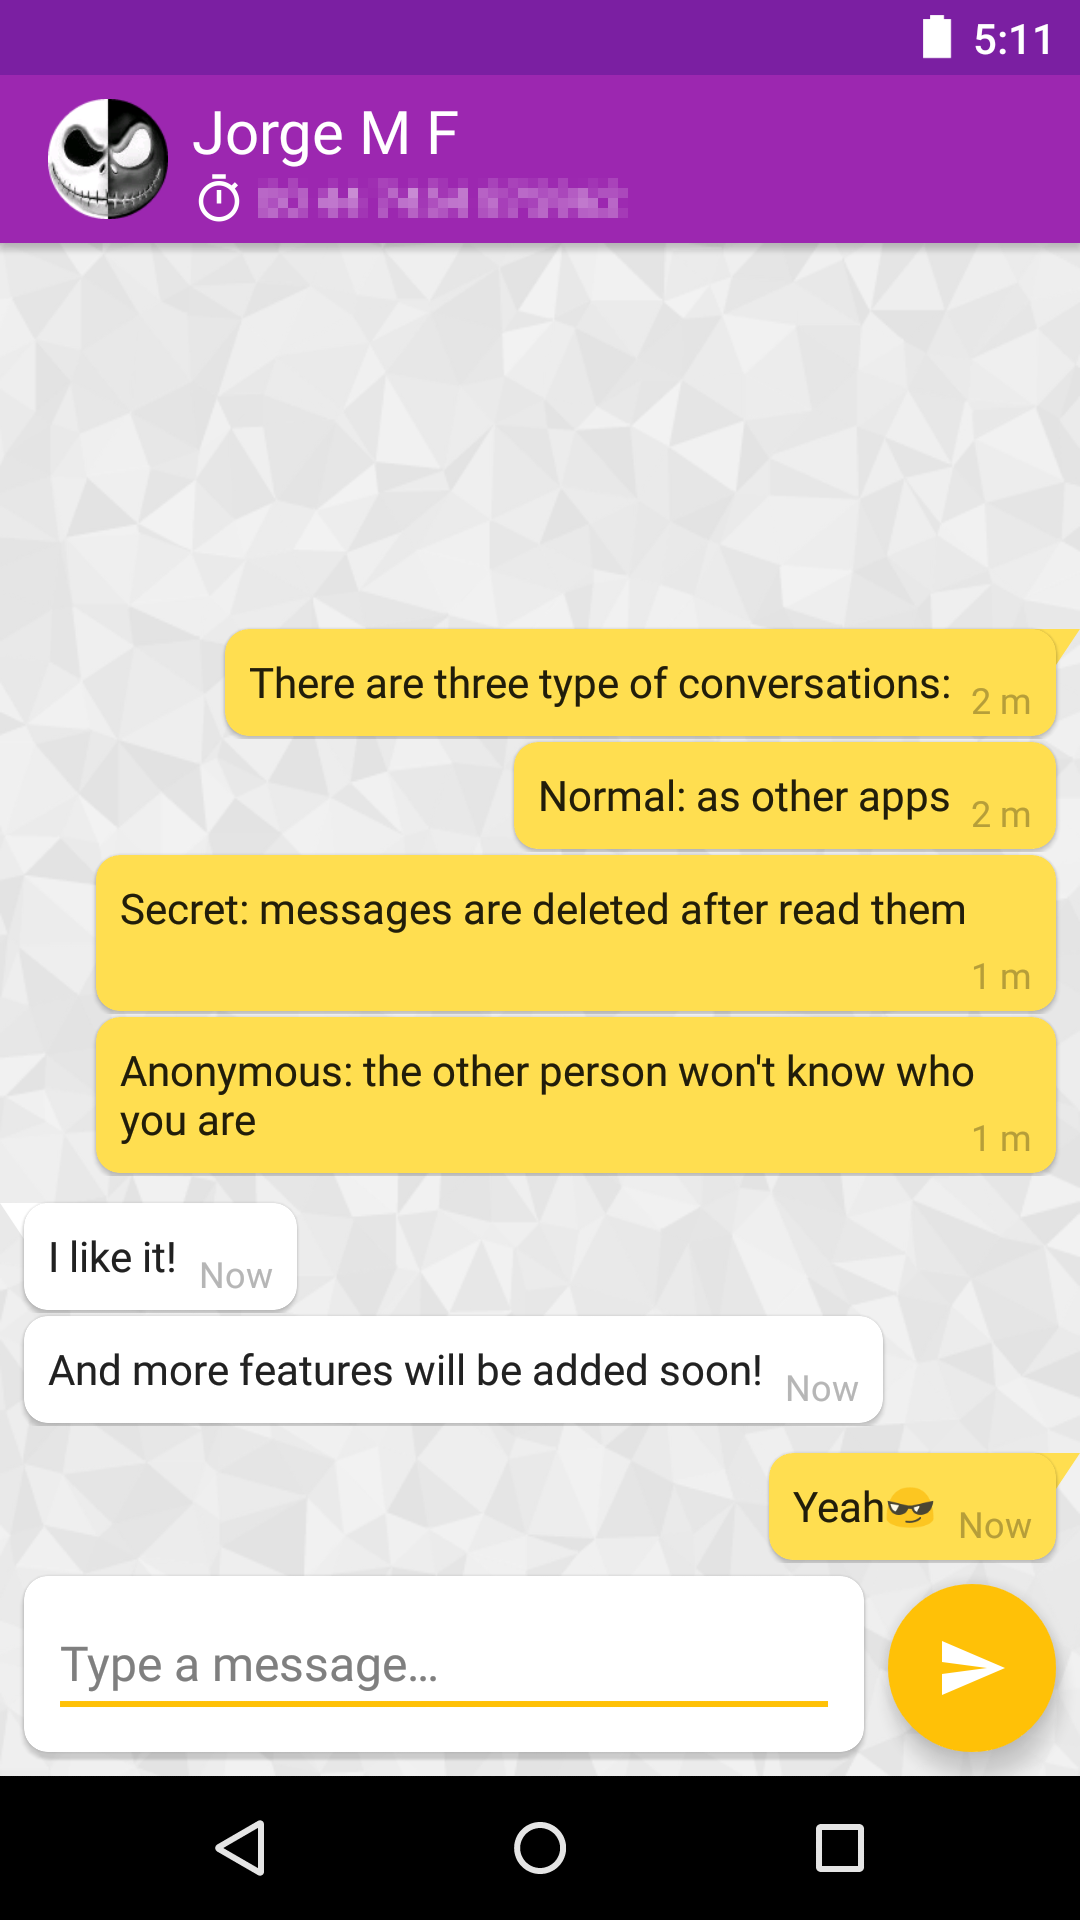 5:11
Jorge M F
There are three type of conversations: 2 m
Normal: as other apps 2 m
Secret: messages are deleted after read them
1 m
Anonymous: the other person won't know who
you are 1 m
I like it! Now
And more features will be added soon! Now
Yeah😎 Now
Type a message…